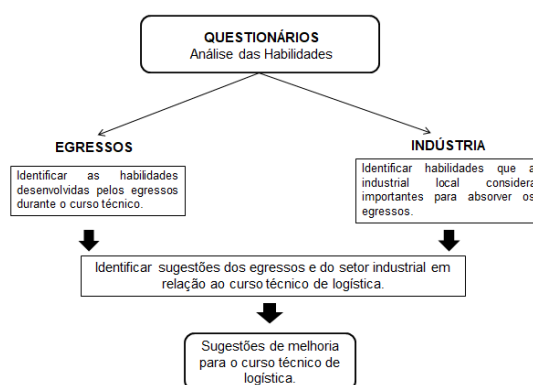 QUESTIONÁRIOS
Análise das Habilidades
EGRESSOS
Identificar as habilidades
desenvolvidas pelos egressos
durante o curso técnico.
INDÚSTRIA
Identificar habilidades que a
industrial local considera
importantes para absorver os
egressos.
Identificar sugestões dos egressos e do setor industrial em
relação ao curso técnico de logística.
Sugestões de melhoria
para o curso técnico de
logística.